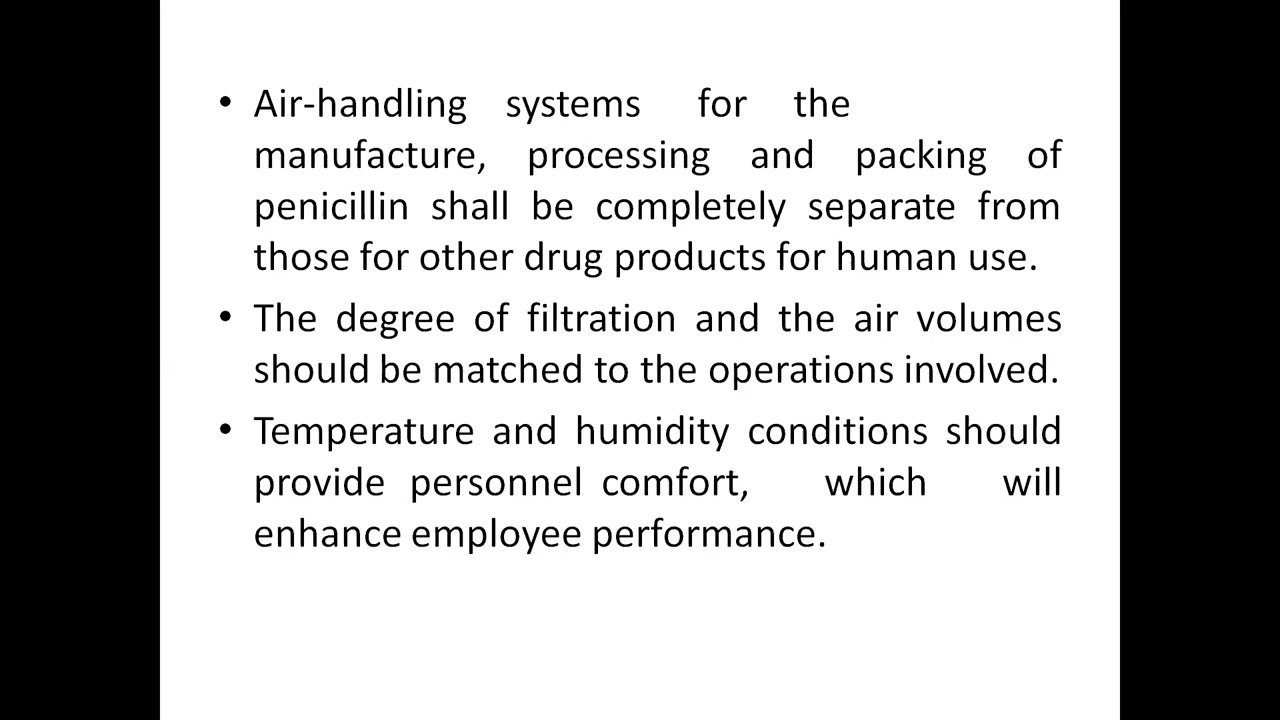 • Air-handling systems for the
manufacture, processing and packing of
penicillin shall be completely separate from
those for other drug products for human use.
• The degree of filtration and the air volumes
should be matched to the operations involved.
• Temperature and humidity conditions should
provide personnel comfort, which will
enhance employee performance.